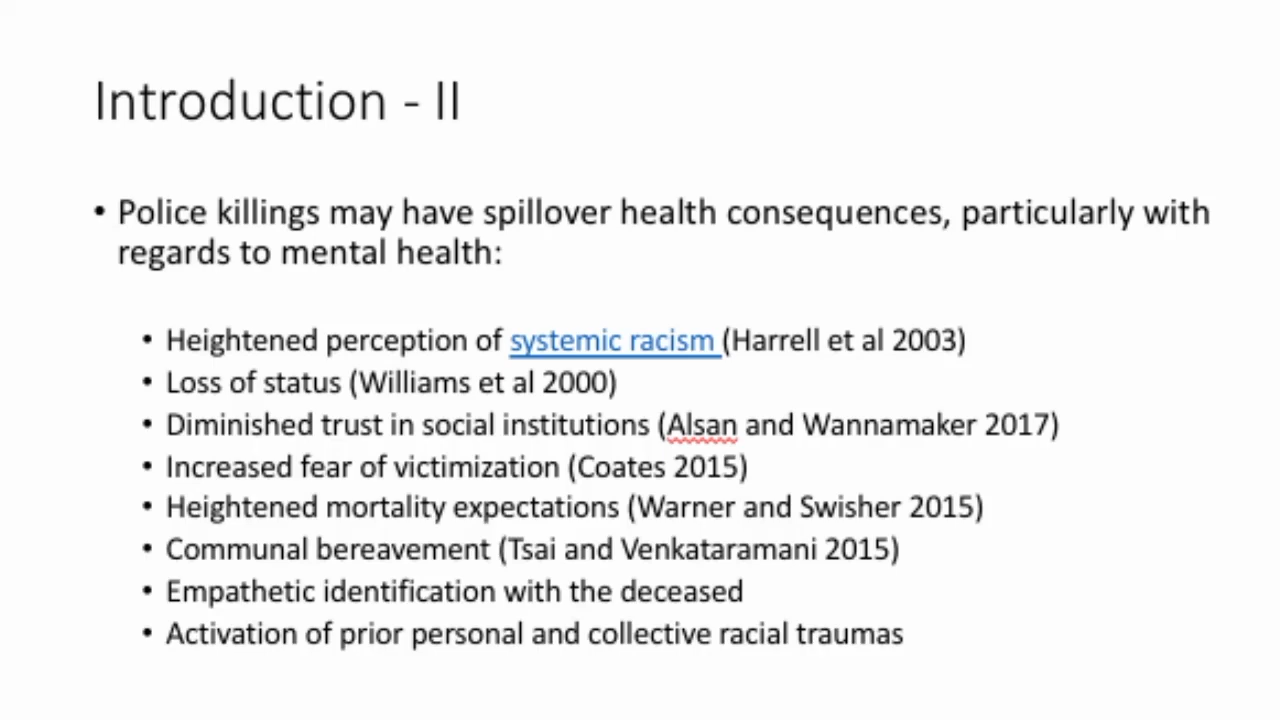 Introduction - II
• Police killings may have spillover health consequences, particularly with
regards to mental health:
• Heightened perception of systemic racism (Harrell et al 2003)
• Loss of status (Williams et al 2000)
• Diminished trust in social institutions (Alsan and Wannamaker 2017)
• Increased fear of victimization (Coates 2015)
• Heightened mortality expectations (Warner and Swisher 2015)
• Communal bereavement (Tsai and Venkataramani 2015)
• Empathetic identification with the deceased
• Activation of prior personal and collective racial traumas